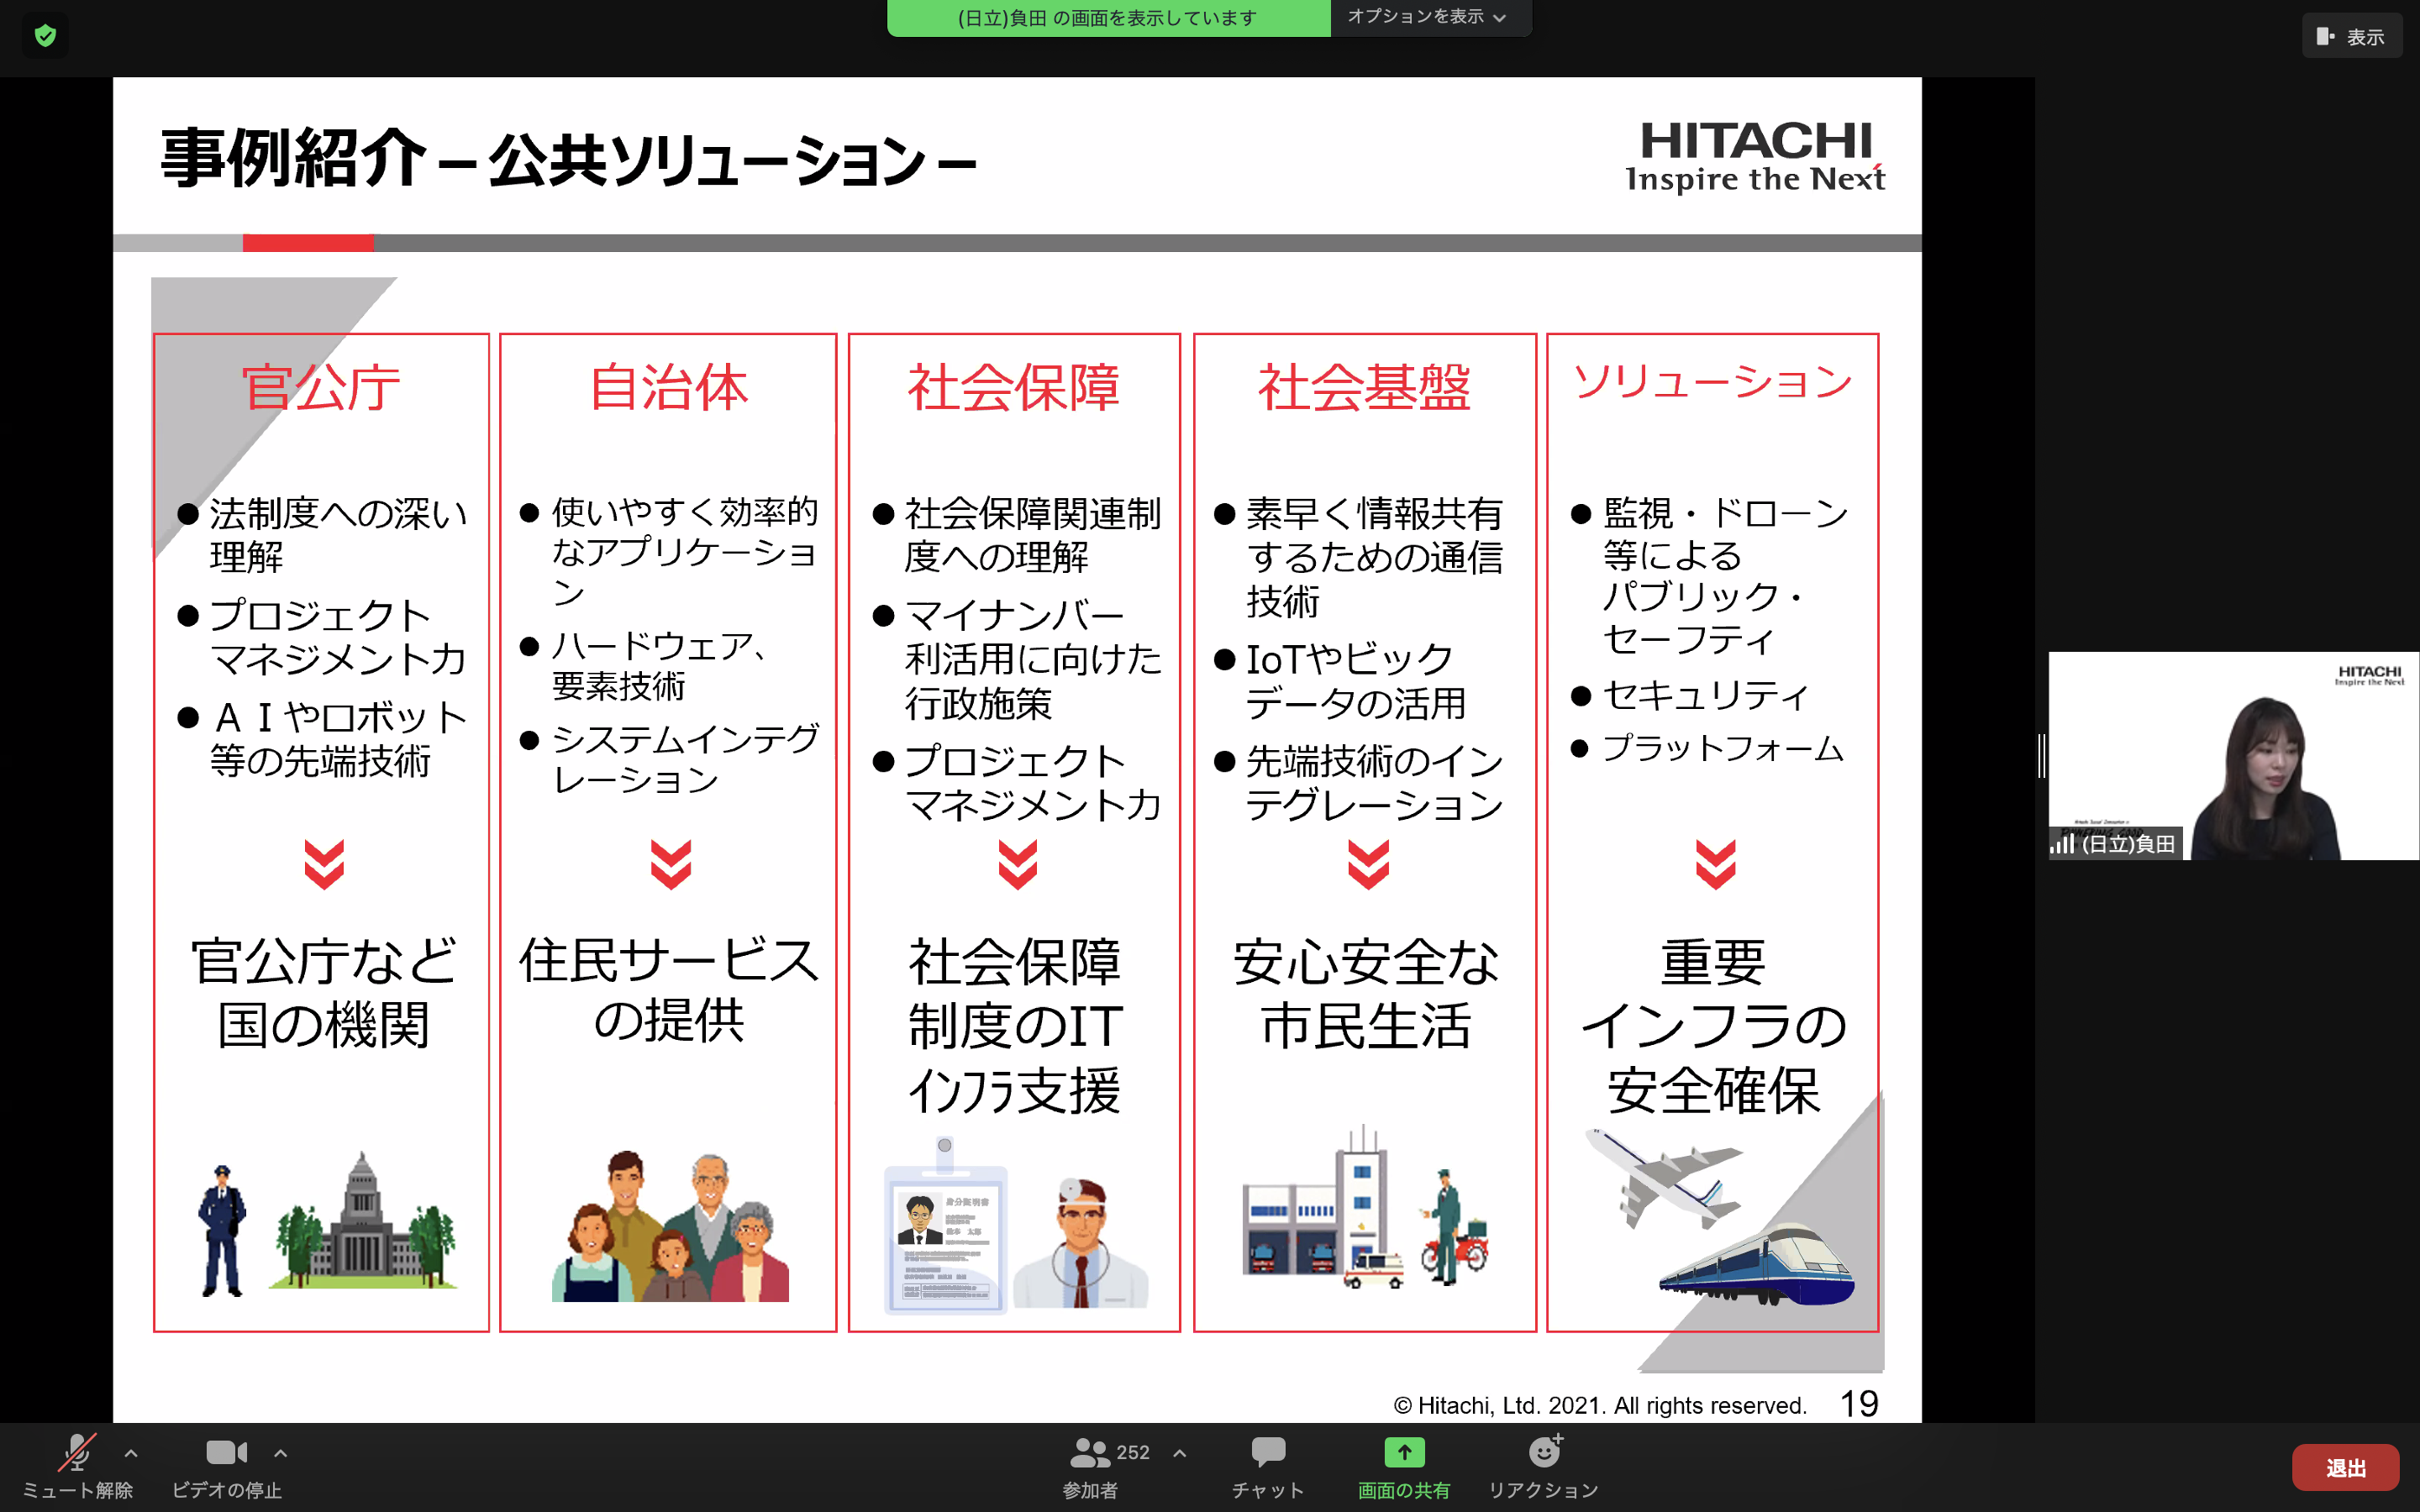 (日立)負田 の画面を表示しています
オプションを表示
表示
事例紹介－公共ソリューション－
HITACHI
Inspire the Next
官公庁
● 法制度への深い
理解
● プロジェクト
マネジメント力
● ＡＩやロボット
等の先端技術
官公庁など
国の機関
自治体
● 使いやすく効率的
なアプリケーショ
ン
● ハードウェア、
要素技術
● システムインテグ
レーション
住民サービス
の提供
社会保障
● 社会保障関連制
度への理解
● マイナンバー
利活用に向けた
行政施策
● プロジェクト
マネジメント力
社会保障
制度のIT
ｲﾝﾌﾗ支援
身分証明書
社会基盤
● 素早く情報共有
するための通信
技術
● IoTやビック
データの活用
● 先端技術のイン
テグレーション
安心安全な
市民生活
ソリューション
● 監視・ドローン
等による
パブリック・
セーフティ
● セキュリティ
● プラットフォーム
重要
インフラの
安全確保
© Hitachi, Ltd. 2021. All rights reserved.
19
HITACHI
Inspire the Next
(日立)負田
ミュート解除
ビデオの停止
252
参加者
チャット
画面の共有
リアクション
退出